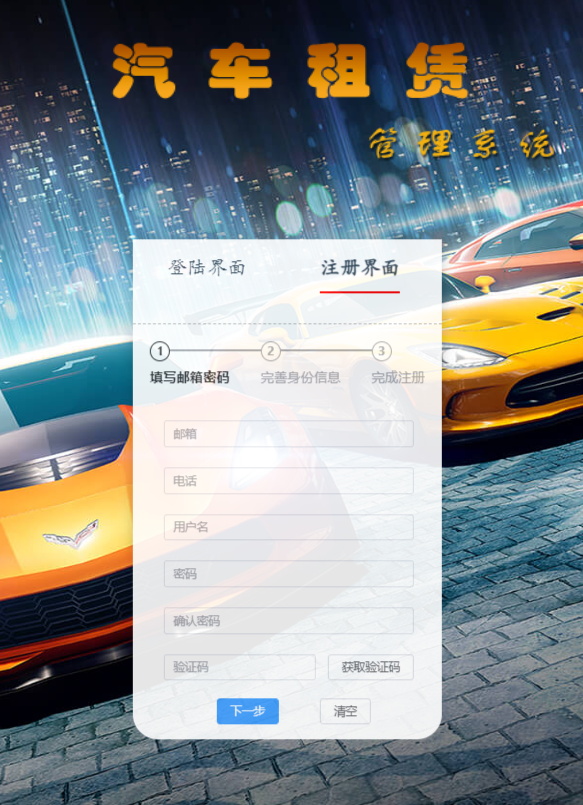 汽车租赁
管理系统
登陆界面 注册界面
1 2 3
填写邮箱密码 完善身份信息 完成注册
邮箱
电话
用户名
密码
确认密码
验证码 获取验证码
下一步 清空